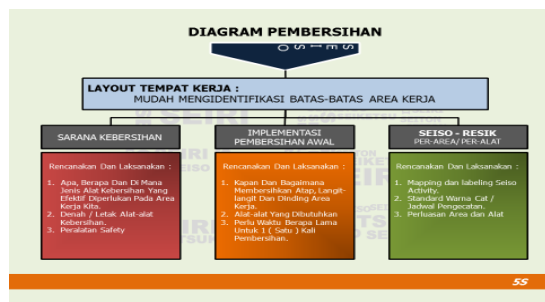 DIAGRAM PEMBERSIHAN
SEISO
LAYOUT TEMPAT KERJA :
MUDAH MENGIDENTIFIKASI BATAS-BATAS AREA KERJA
SARANA KEBERSIHAN
Rencanakan Dan Laksanakan :
1. Apa, Berapa Dan Di Mana
Jenis Alat Kebersihan Yang
Efektif Diperlukan Pada Area
Kerja Kita.
2. Denah / Letak Alat-alat
Kebersihan.
3. Peralatan Safety
IMPLEMENTASI
PEMBERSIHAN AWAL
Rencanakan Dan Laksanakan :
1. Kapan Dan Bagaimana
Membersihkan Atap, Langit-
langit Dan Dinding Area
Kerja.
2. Alat-alat Yang Dibutuhkan
3. Perlu Waktu Berapa Lama
Untuk 1 ( Satu ) Kali
Pembersihan.
SEISO - RESIK
PER-AREA/PER-ALAT
Rencanakan Dan Laksanakan :
1. Mapping dan labeling Seiso
Activity.
2. Standard Warna Cat /
Jadwal Pengecatan.
3. Perluasan Area dan Alat
5S